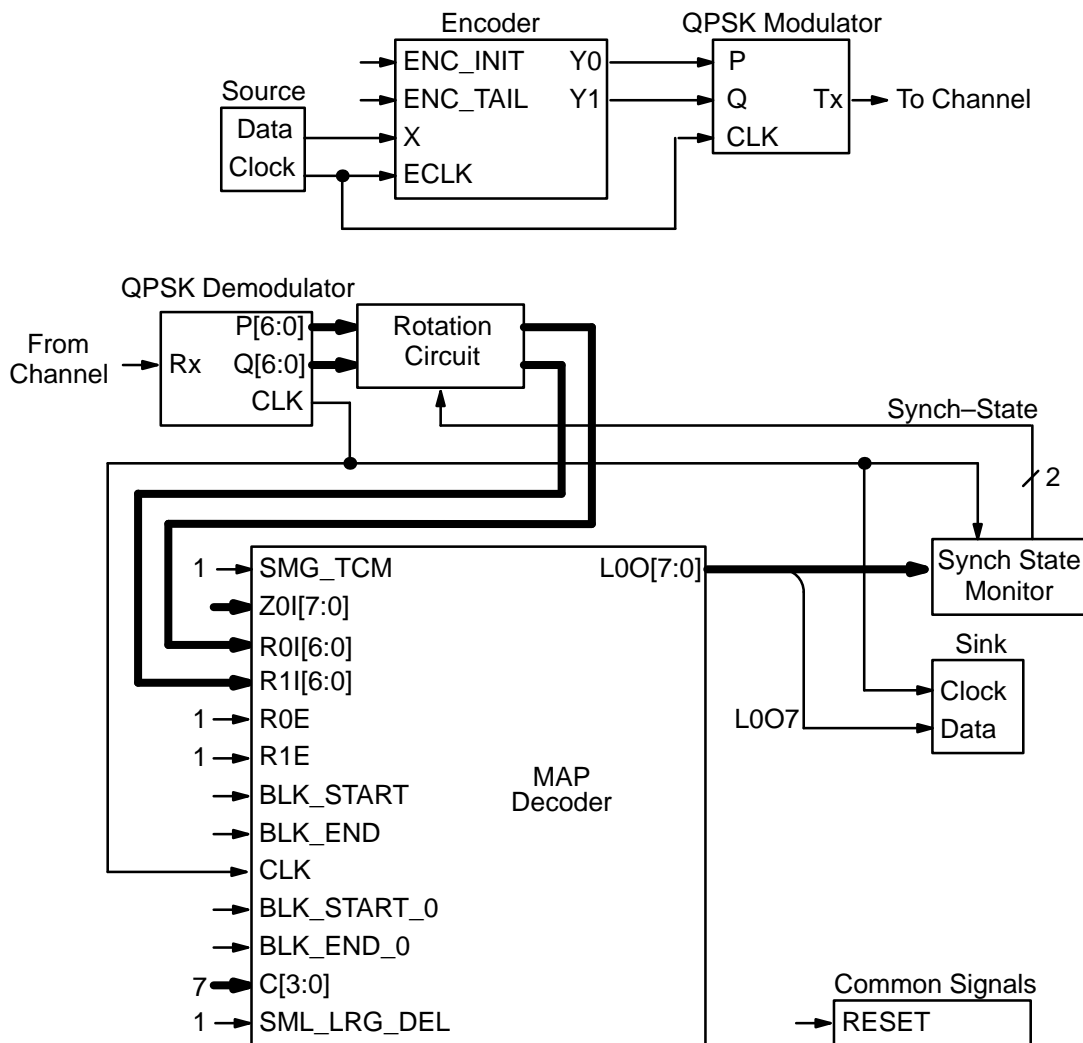 Encoder
QPSK Modulator
ENC_INIT Y0
P
ENC_TAIL Y1
Q Tx
To Channel
Source
Data
X
CLK
Clock
ECLK
QPSK Demodulator
P[6:0]
Rotation
Circuit
From
Channel
Rx
Q[6:0]
CLK
Synch–State
2
1
SMG_TCM
L0O[7:0]
Synch State
Monitor
Z0I[7:0]
R0I[6:0]
Sink
R1I[6:0]
Clock
1
R0E
L0O7
Data
1
R1E
MAP
Decoder
BLK_START
BLK_END
CLK
BLK_START_0
BLK_END_0
7
C[3:0]
Common Signals
1
SML_LRG_DEL
RESET